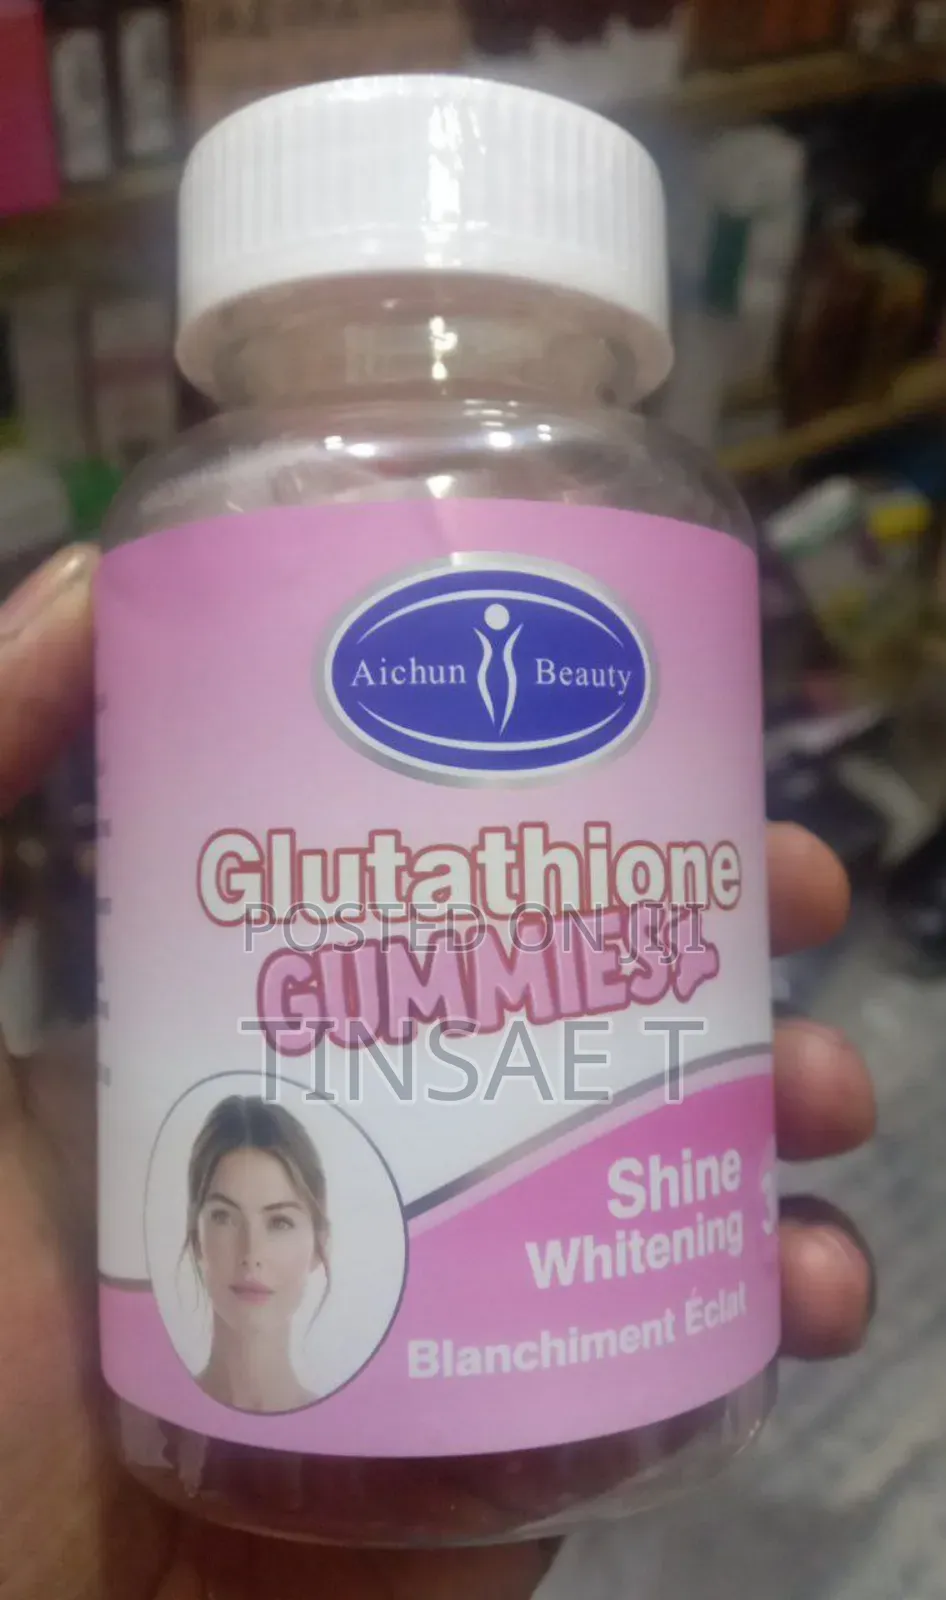 Aichun Beauty
Glutathione
GUMMIES
POSTED ON JIJI
TINSAE T
Shine
Whitening
Blanchiment Éclat